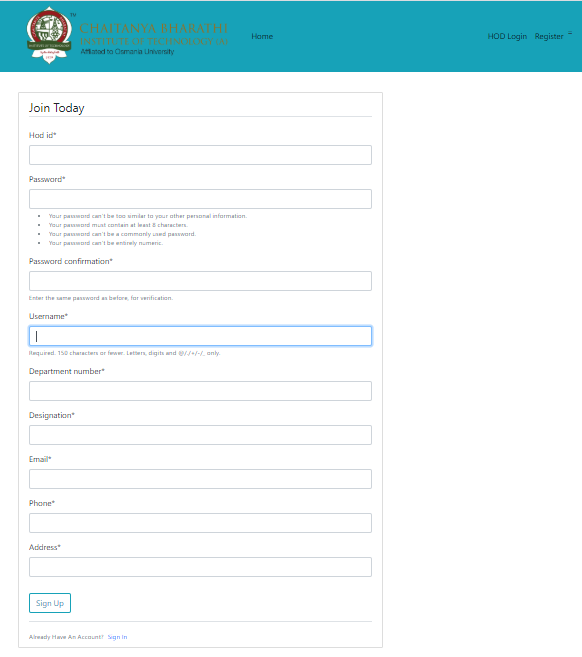 TM
CHAITANYA BHARATHI
INSTITUTE OF TECHNOLOGY
Affiliated to Osmania University
Home
HOD Login Register
Join Today
Hod id*
Password*
Your password can't be too similar to your other personal information.
Your password must contain at least 8 characters.
Your password can't be a commonly used password.
Your password can't be entirely numeric.
Password confirmation*
Enter the same password as before, for verification.
Username*
Required. 150 characters or fewer. Letters, digits and @/./+/-/_ only.
Department number*
Designation*
Email*
Phone*
Address*
Sign Up
Already Have An Account? Sign In